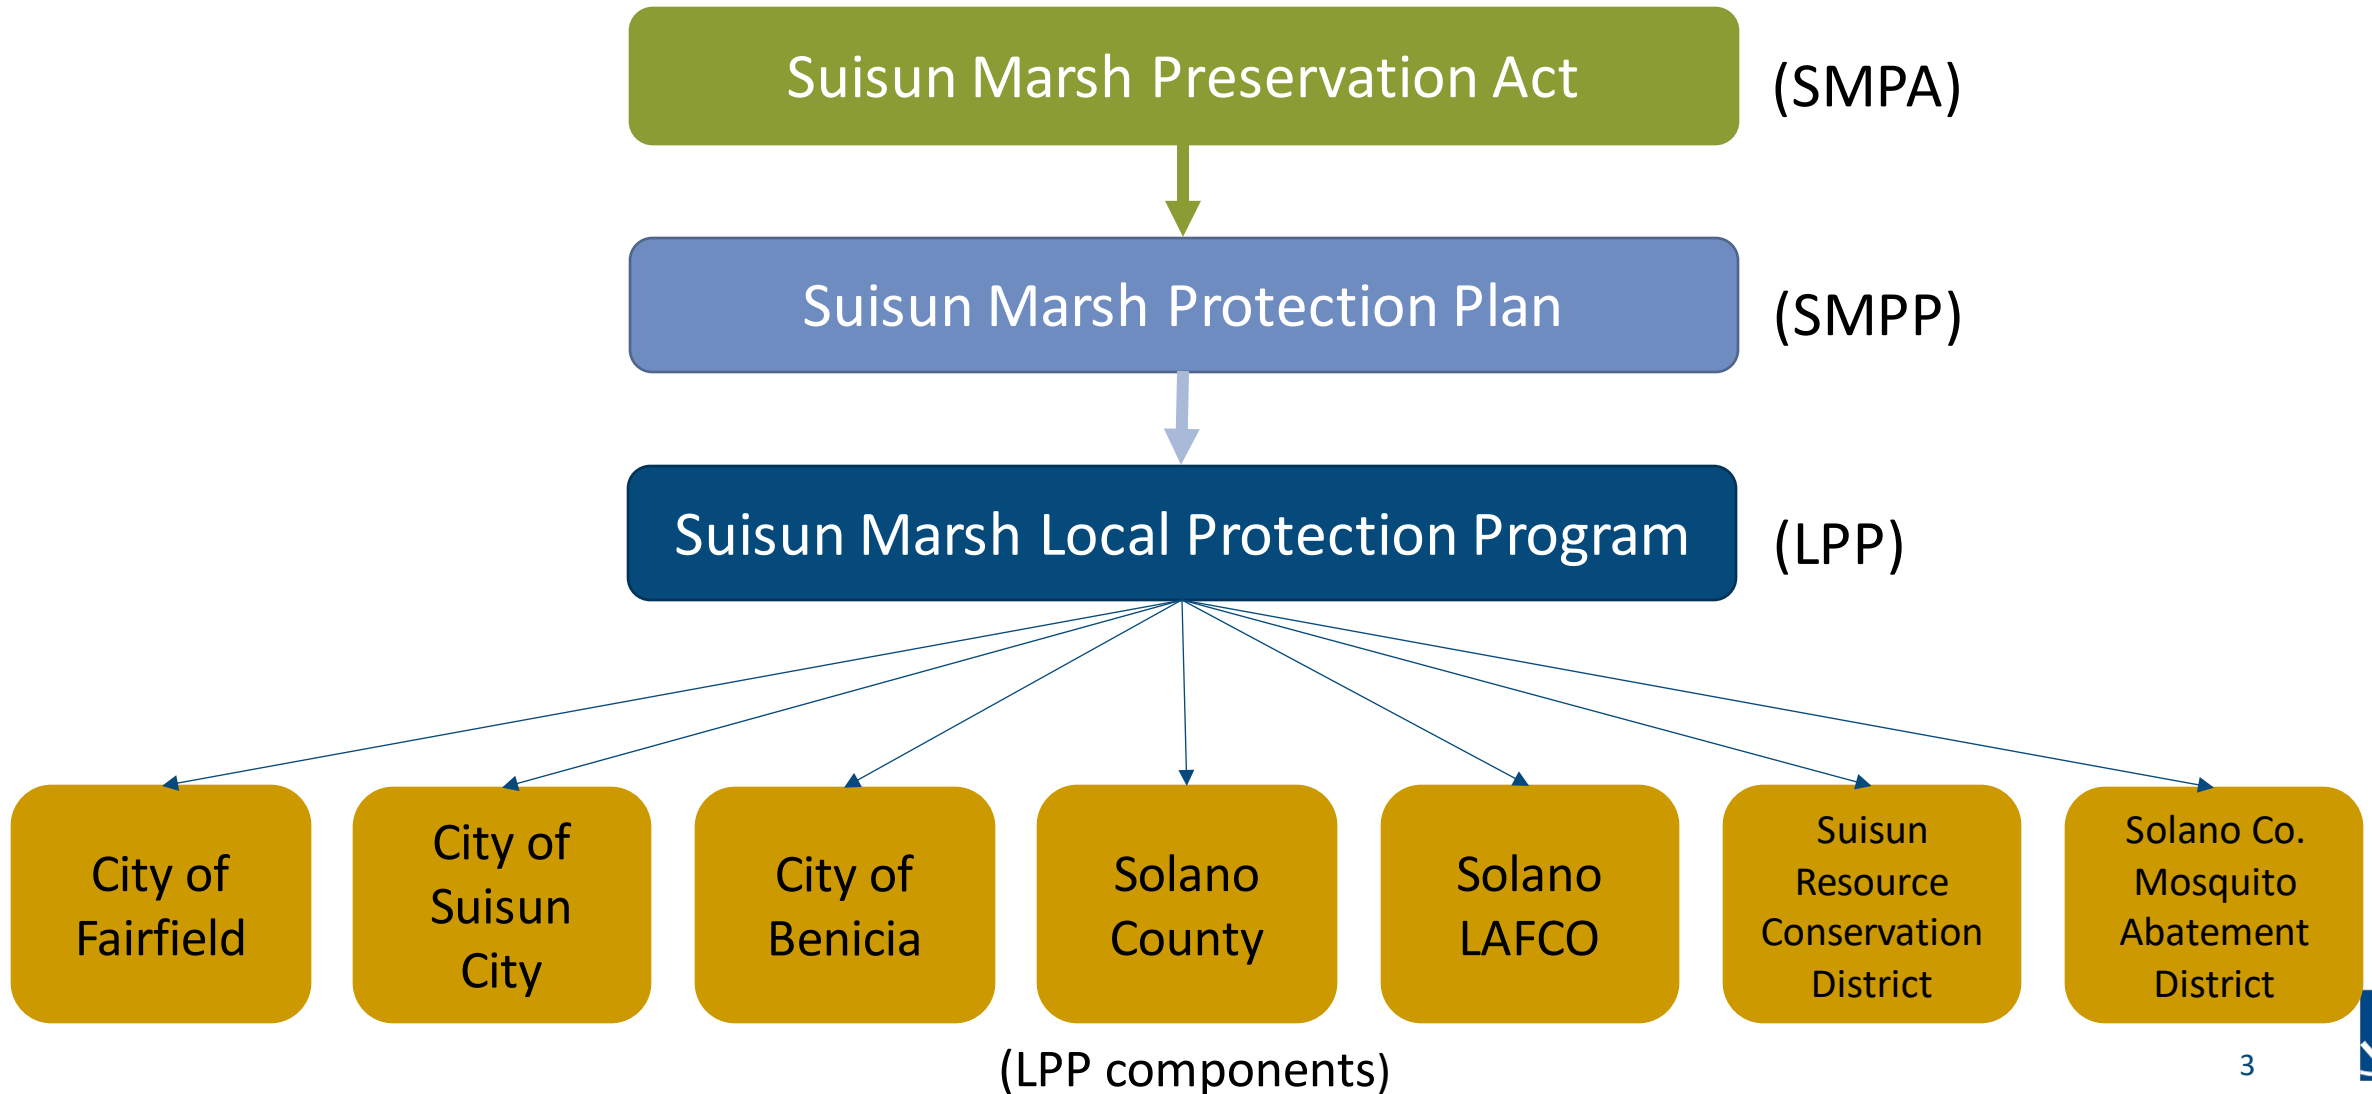 Suisun Marsh Preservation Act
(SMPA)
Suisun Marsh Protection Plan
(SMPP)
Suisun Marsh Local Protection Program
(LPP)
City of
Fairfield
City of
Suisun
City
City of
Benicia
Solano
County
Solano
LAFCO
Suisun
Resource
Conservation
District
Solano Co.
Mosquito
Abatement
District
(LPP components)
3